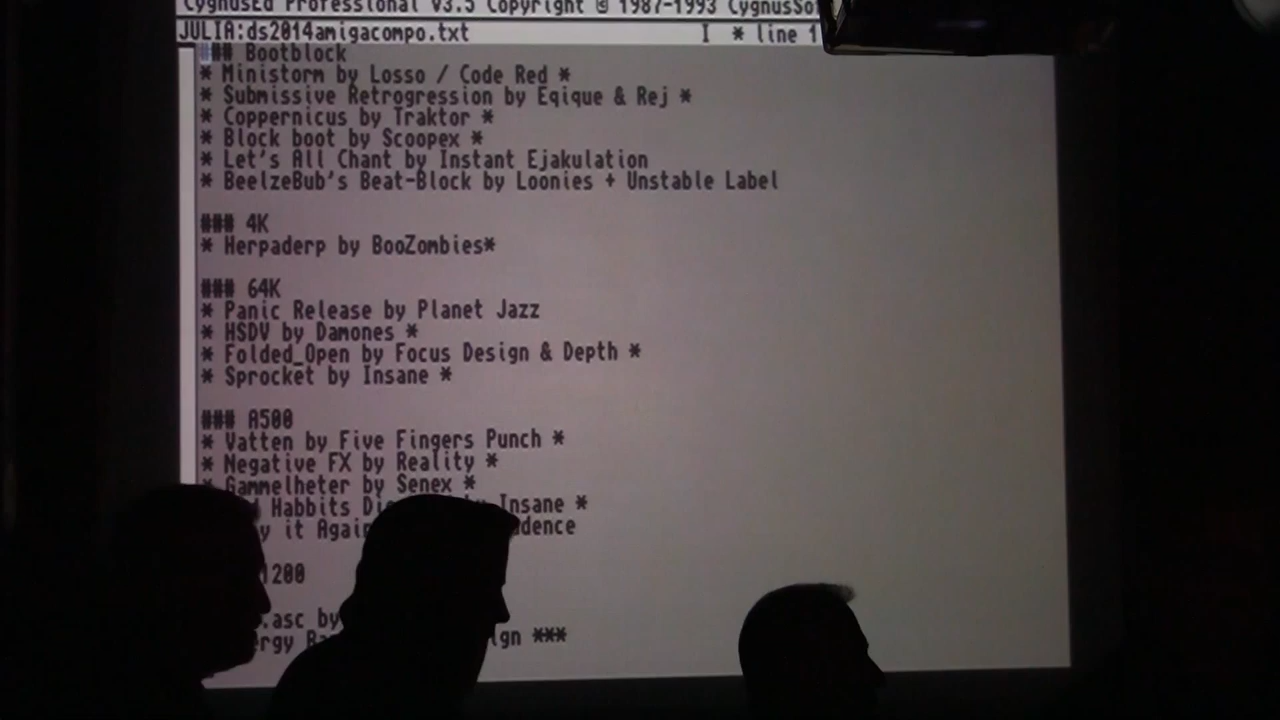 CygnusEd Professional v3.5 Copyright © 1987-1993 CygnusSo
JULIA:ds2014amigacompo.txt I * line 1
### Bootblock
* Ministorm by Losso / Code Red *
* Submissive Retrogression by Eqique & Rej *
* Coppernicus by Traktor *
* Block boot by Scoopex *
* Let's All Chant by Instant Ejakulation
* BeelzeBub's Beat-Block by Loonies + Unstable Label
### 4K
* Herpaderp by BooZombies*
### 64K
* Panic Release by Planet Jazz
* HSDV by Damones *
* Folded_Open by Focus Design & Depth *
* Sprocket by Insane *
### A500
* Vatten by Five Fingers Punch *
* Negative FX by Reality *
* Gammelheter by Senex *
Habbits Insane *
it
1200
.asc by
***